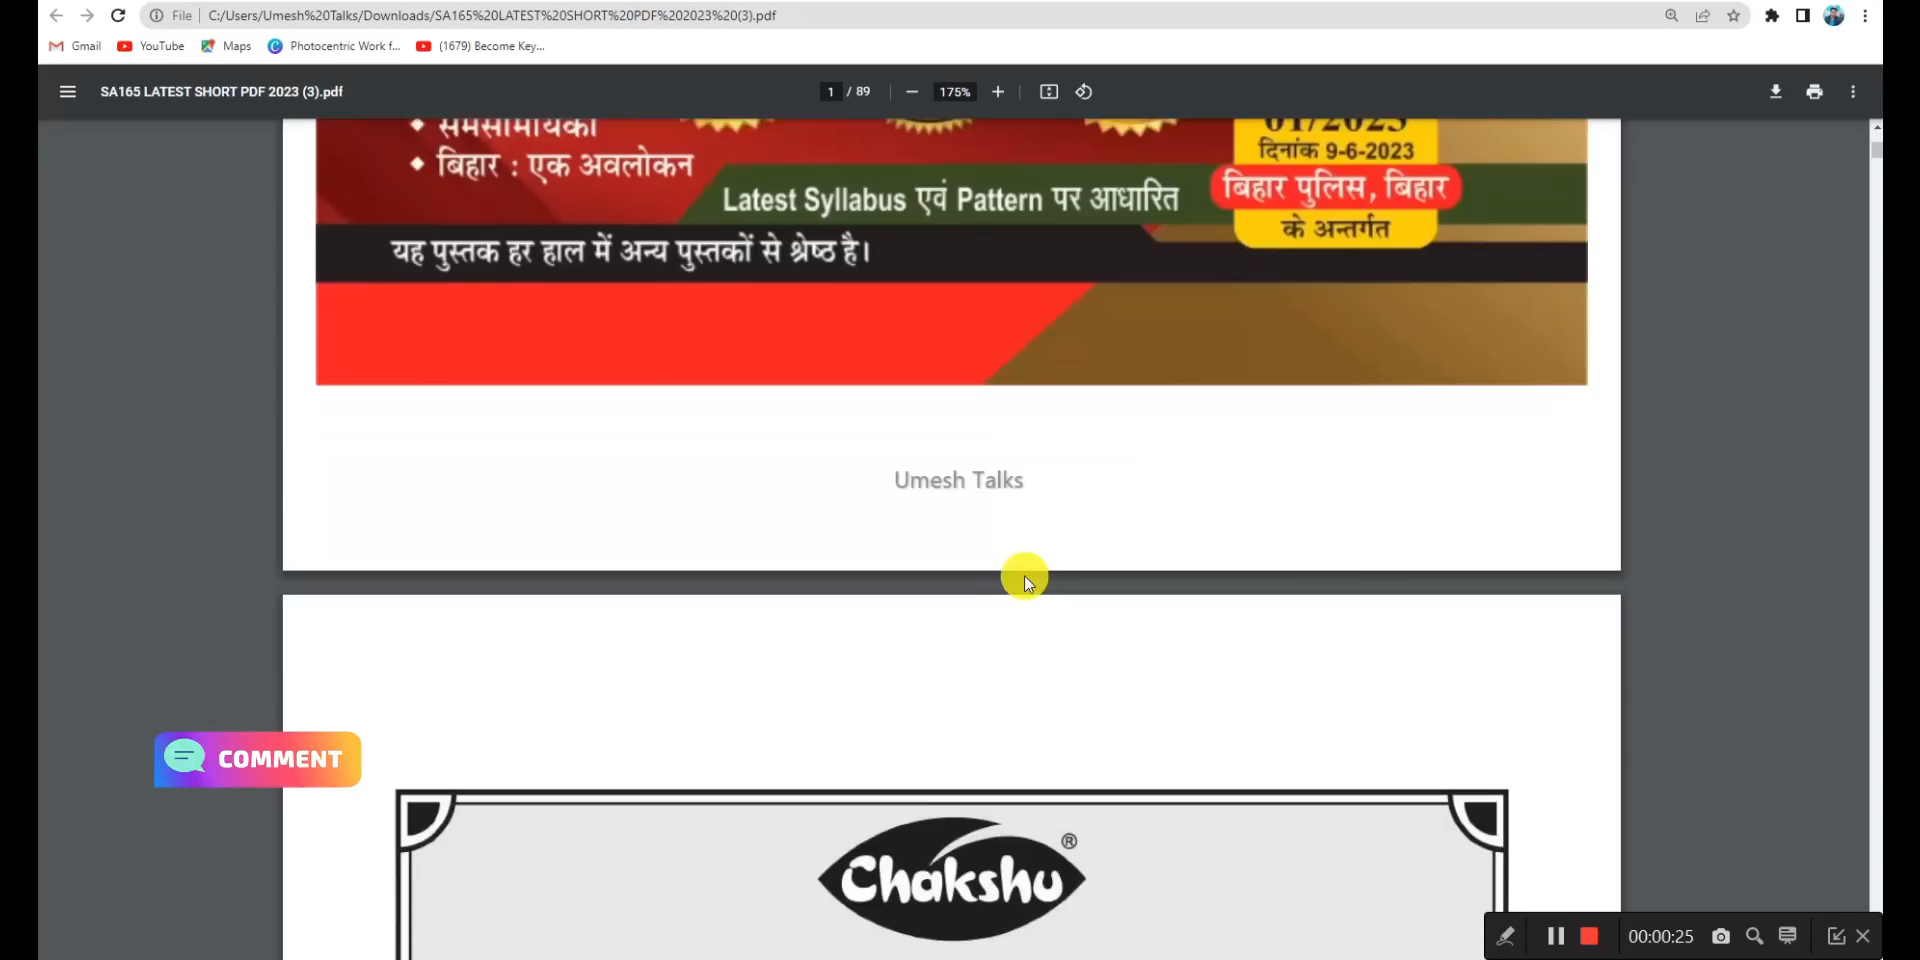 File
C:/Users/Umesh%20Talks/Downloads/SA165%20LATEST%20SHORT%20PDF%202023%20(3).pdf
Gmail
YouTube
Maps
Photocentric Work f...
(1679) Become Key...
SA165 LATEST SHORT PDF 2023 (3).pdf
1 / 89
175%
समसामयिकी
बिहार : एक अवलोकन
01/2023
दिनांक 9-6-2023
बिहार पुलिस, बिहार
के अन्तर्गत
Latest Syllabus एवं Pattern पर आधारित
यह पुस्तक हर हाल में अन्य पुस्तकों से श्रेष्ठ है।
Umesh Talks
COMMENT
Chakshu ®
00:00:25